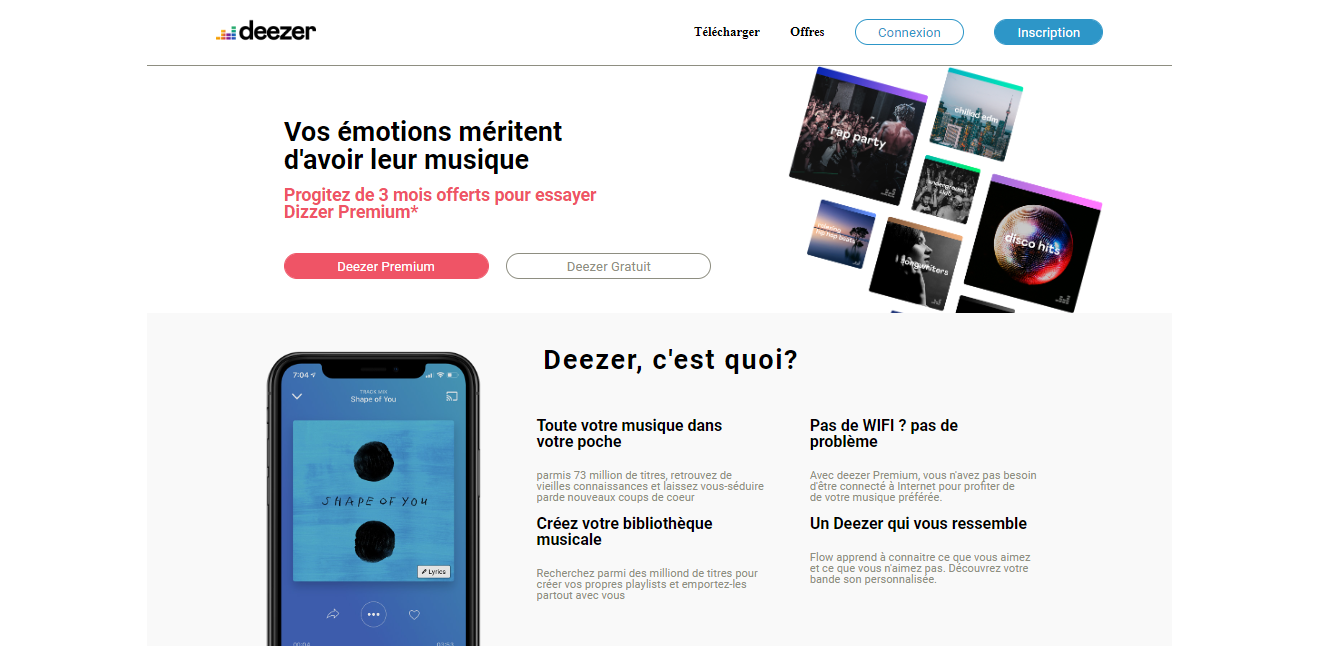 deezer
Télécharger
Offres
Connexion
Inscription
Vos émotions méritent
d'avoir leur musique
Progitez de 3 mois offerts pour essayer
Dizzer Premium*
Deezer Premium
Deezer Gratuit
rap party
chilled edm
underground
club
relaxing
hip hop beats
songwriters
disco hits
Deezer, c'est quoi?
7:04
TRACK MIX
Shape of You
SHAPE OF YOU
Lyrics
Toute votre musique dans
votre poche
parmis 73 million de titres, retrouvez de
vieilles connaissances et laissez vous-séduire
parde nouveaux coups de coeur
Pas de WIFI ? pas de
problème
Avec deezer Premium, vous n'avez pas besoin
d'être connecté à Internet pour profiter de
de votre musique préférée.
Créez votre bibliothèque
musicale
Recherchez parmi des milliond de titres pour
créer vos propres playlists et emportez-les
partout avec vous
Un Deezer qui vous ressemble
Flow apprend à connaitre ce que vous aimez
et ce que vous n'aimez pas. Découvrez votre
bande son personnalisée.